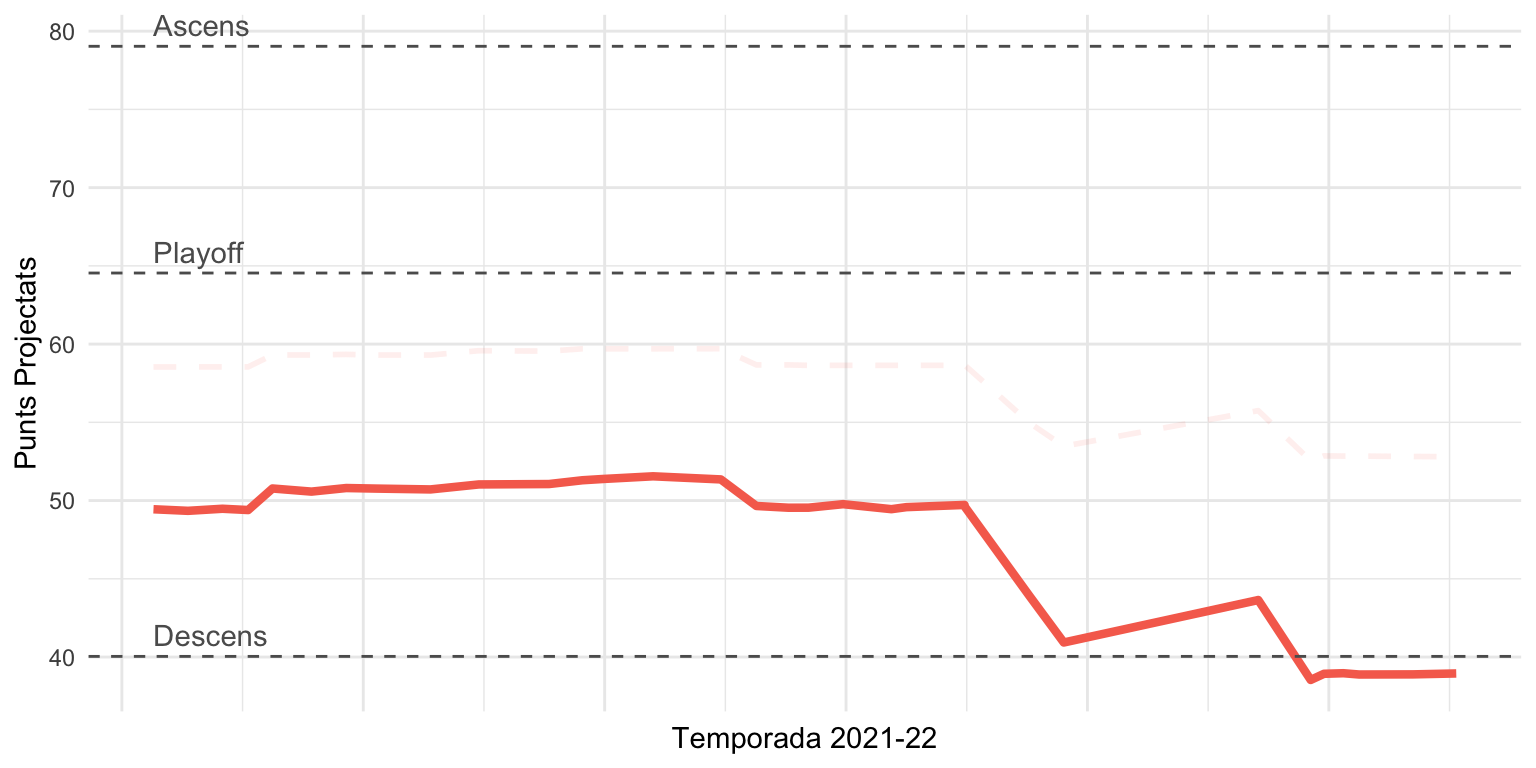 80
Ascens
70
Playoff
60
50
Descens
40
Punts Projectats
Temporada 2021-22